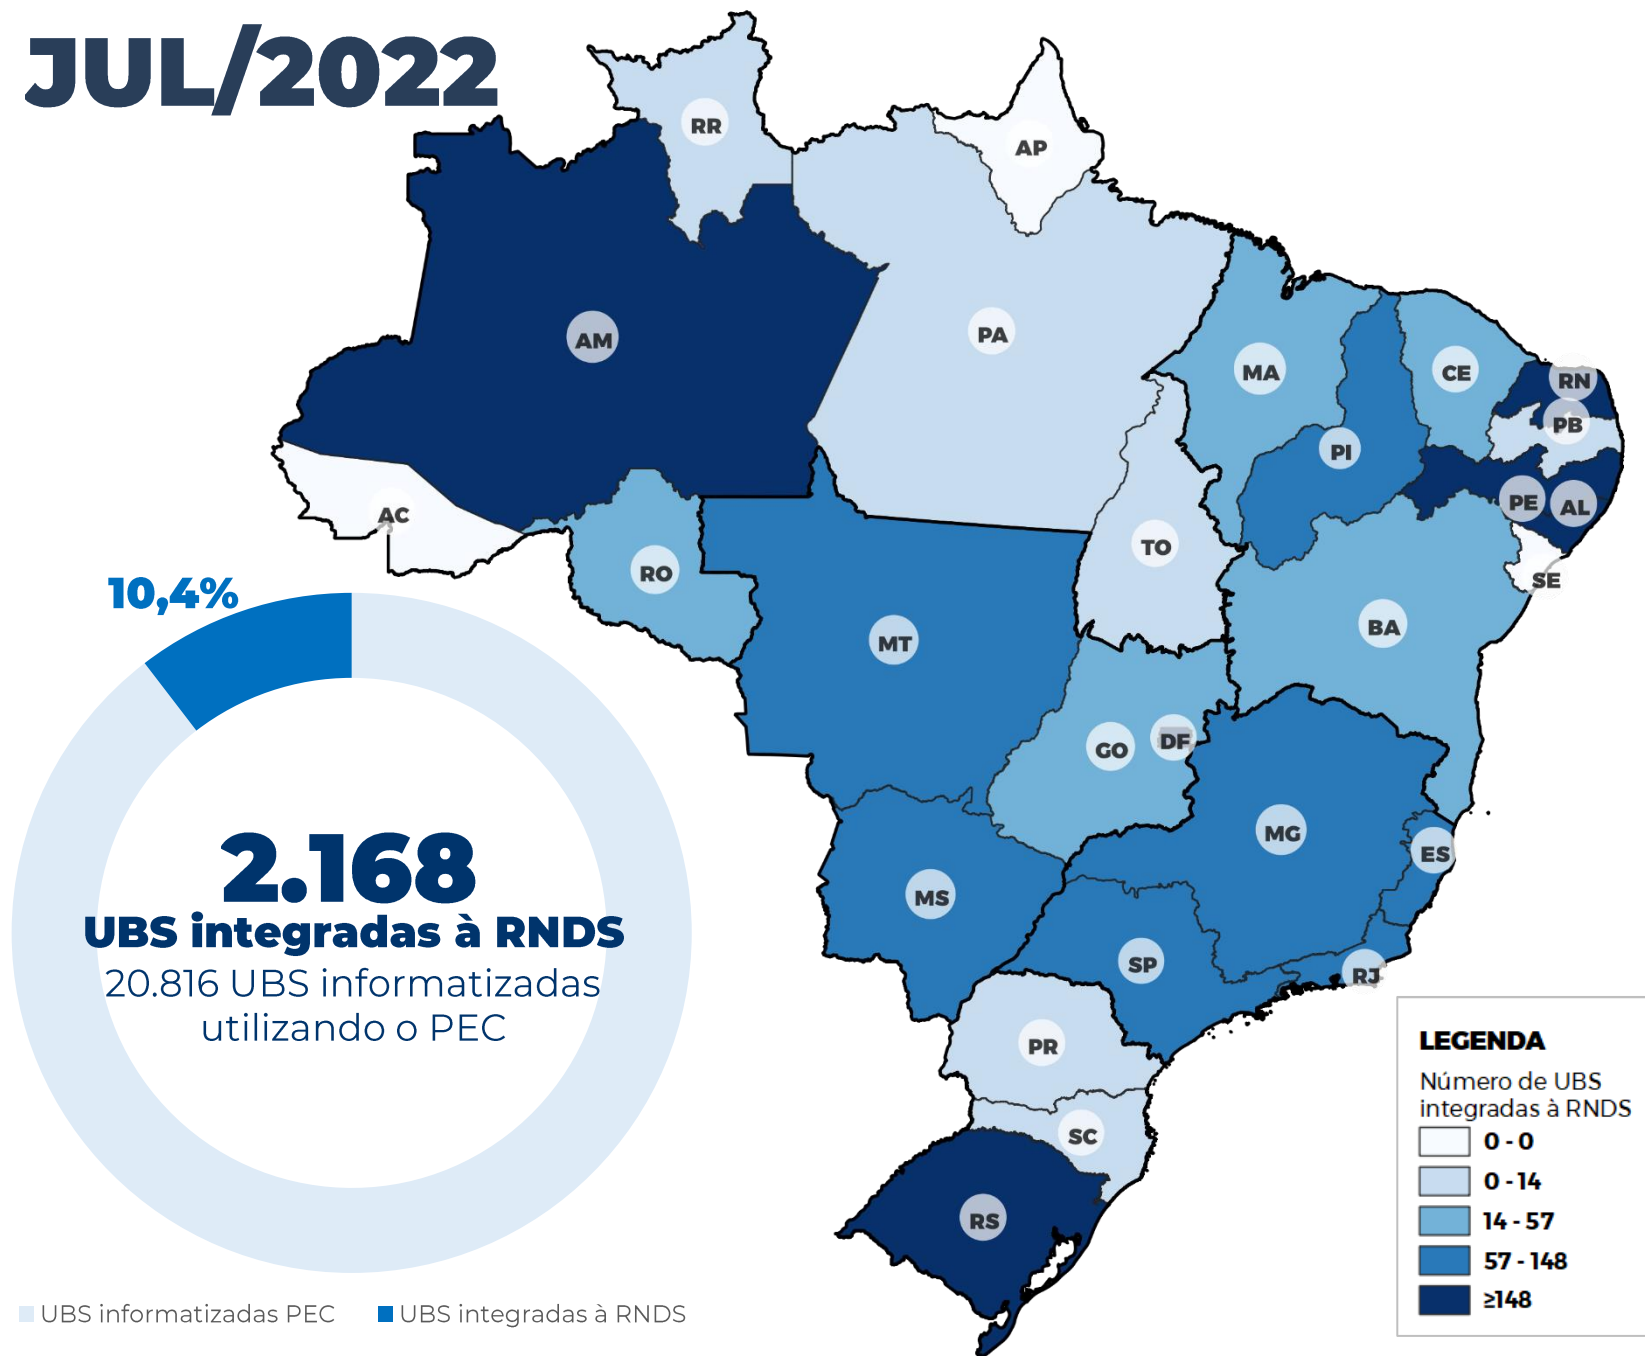 JUL/2022
RR
AP
AM
PA
MA
CE
RN
PB
PI
PE
AL
AC
TO
RO
SE
BA
MT
GO
DF
MG
ES
MS
SP
RJ
PR
SC
RS
10,4%
2.168
UBS integradas à RNDS
20.816 UBS informatizadas
utilizando o PEC
UBS informatizadas PEC
UBS integradas à RNDS
LEGENDA
Número de UBS
integradas à RNDS
0 - 0
0 - 14
14 - 57
57 - 148
≥148